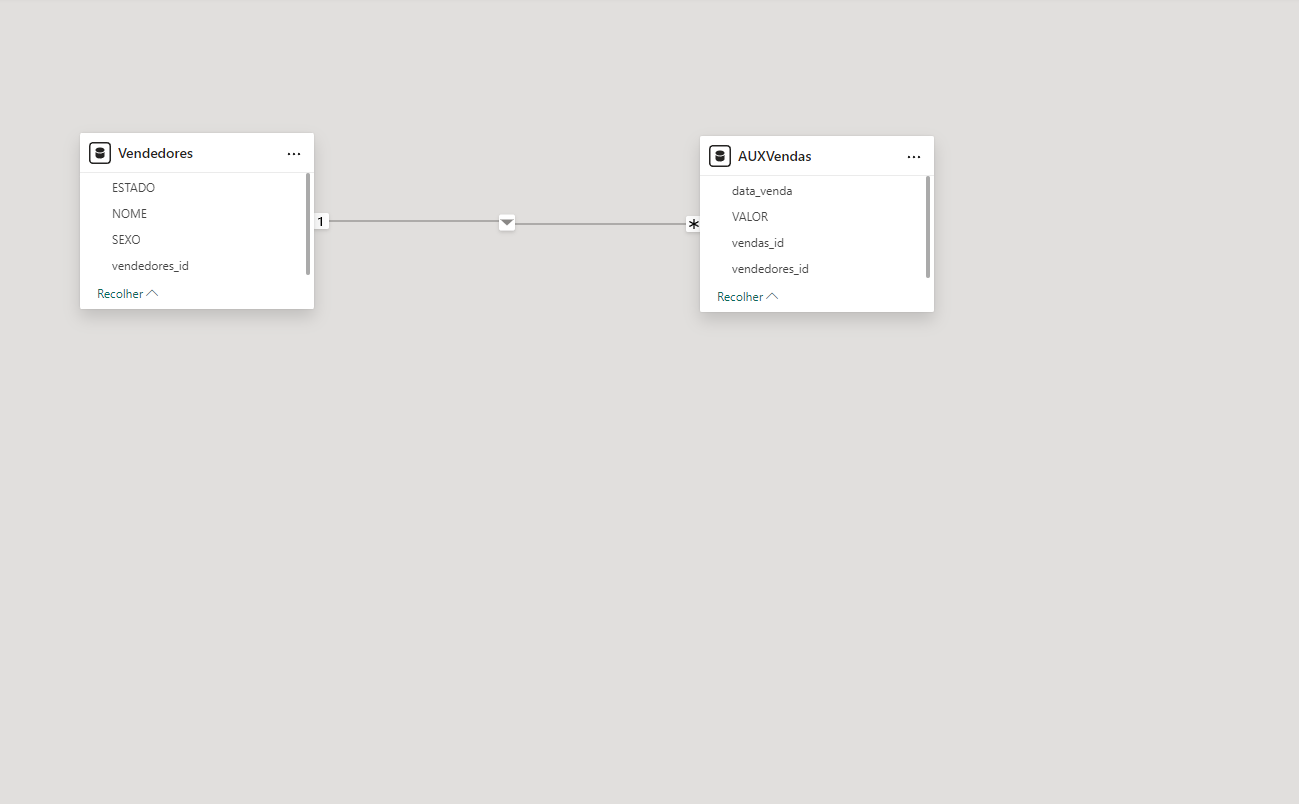 Vendedores
ESTADO
NOME
SEXO
vendedores_id
Recolher
1
*
AUXVendas
data_venda
VALOR
vendas_id
vendedores_id
Recolher